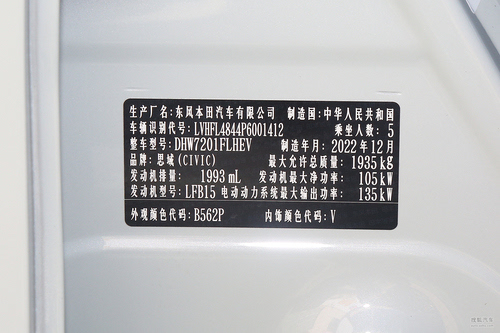 生产厂名:东风本田汽车有限公司 制造国:中华人民共和国
车辆识别代号:LVHFL4844P6001412 乘坐人数:5
整车型号:DHW7201FLHEV 制造年月:2022年12月
品牌:思域(CIVIC) 最大允许总质量:1935kg
发动机排量:1993mL 发动机最大净功率:105kW
发动机型号:LFB15 电动动力系统最大输出功率:135kW
外观颜色代码:B562P 内饰颜色代码:V